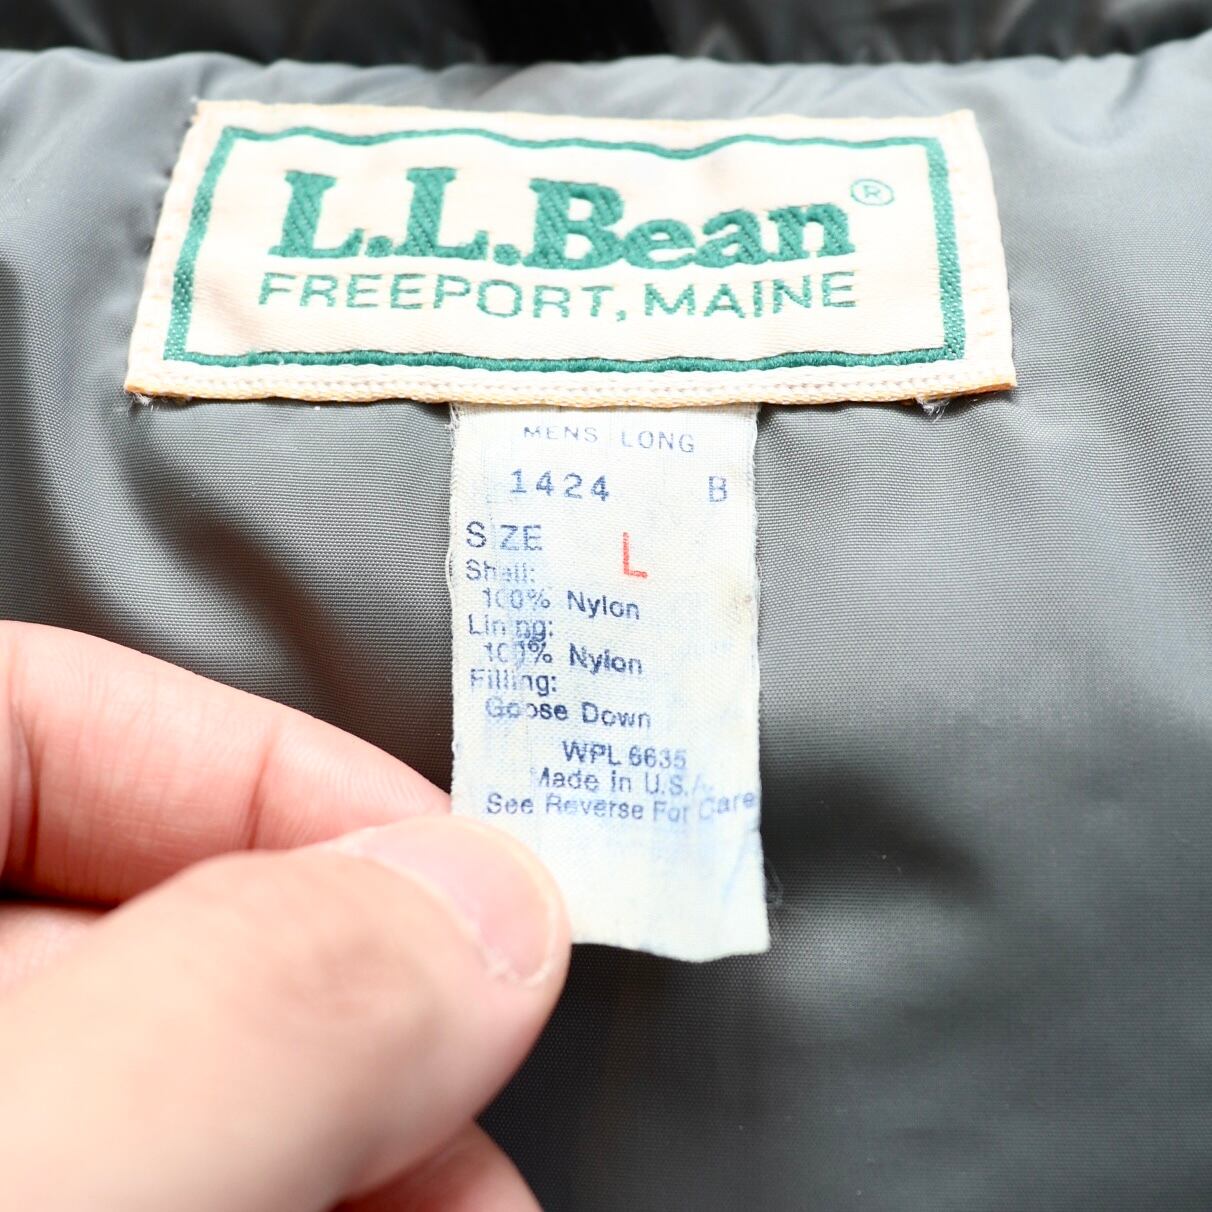 L.L.Bean®
FREEPORT, MAINE
MENS LONG
1424 B
SIZE L
Shell:
100% Nylon
Lining:
100% Nylon
Filling:
Goose Down
WPL 6635
Made in U.S.A.
See Reverse For Care